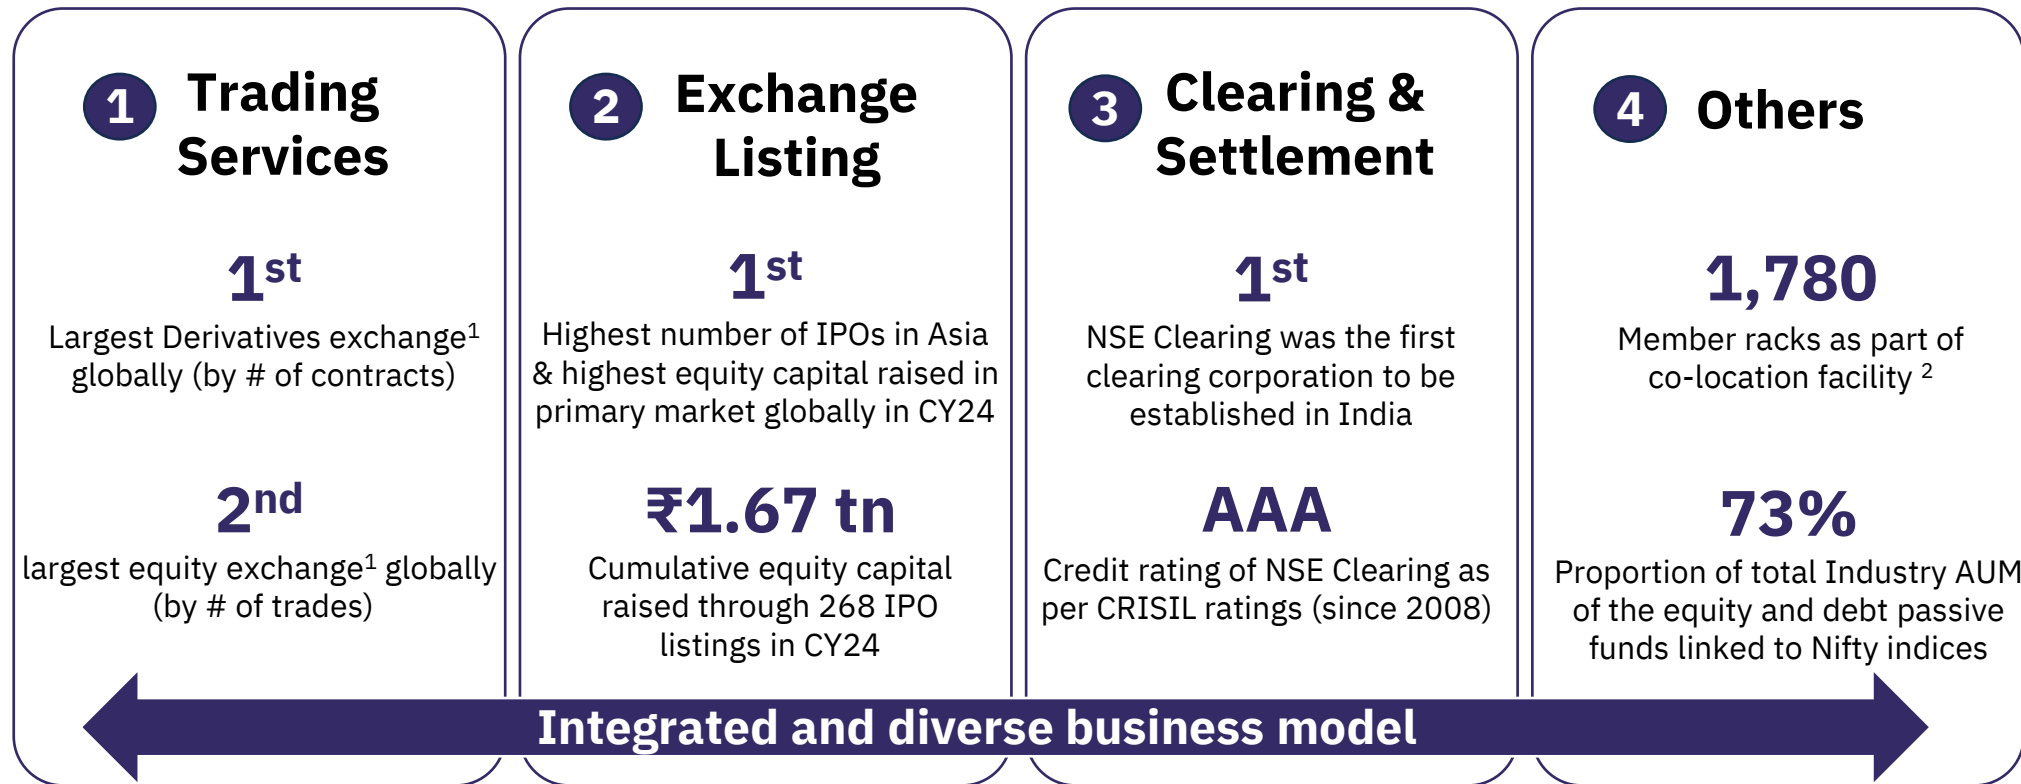 1
Trading
Services
1st
Largest Derivatives exchange1
globally (by # of contracts)
2nd
largest equity exchange1 globally
(by # of trades)
2
Exchange
Listing
1st
Highest number of IPOs in Asia
& highest equity capital raised in
primary market globally in CY24
₹1.67 tn
Cumulative equity capital
raised through 268 IPO
listings in CY24
3
Clearing &
Settlement
1st
NSE Clearing was the first
clearing corporation to be
established in India
AAA
Credit rating of NSE Clearing as
per CRISIL ratings (since 2008)
4
Others
1,780
Member racks as part of
co-location facility 2
73%
Proportion of total Industry AUM
of the equity and debt passive
funds linked to Nifty indices
Integrated and diverse business model